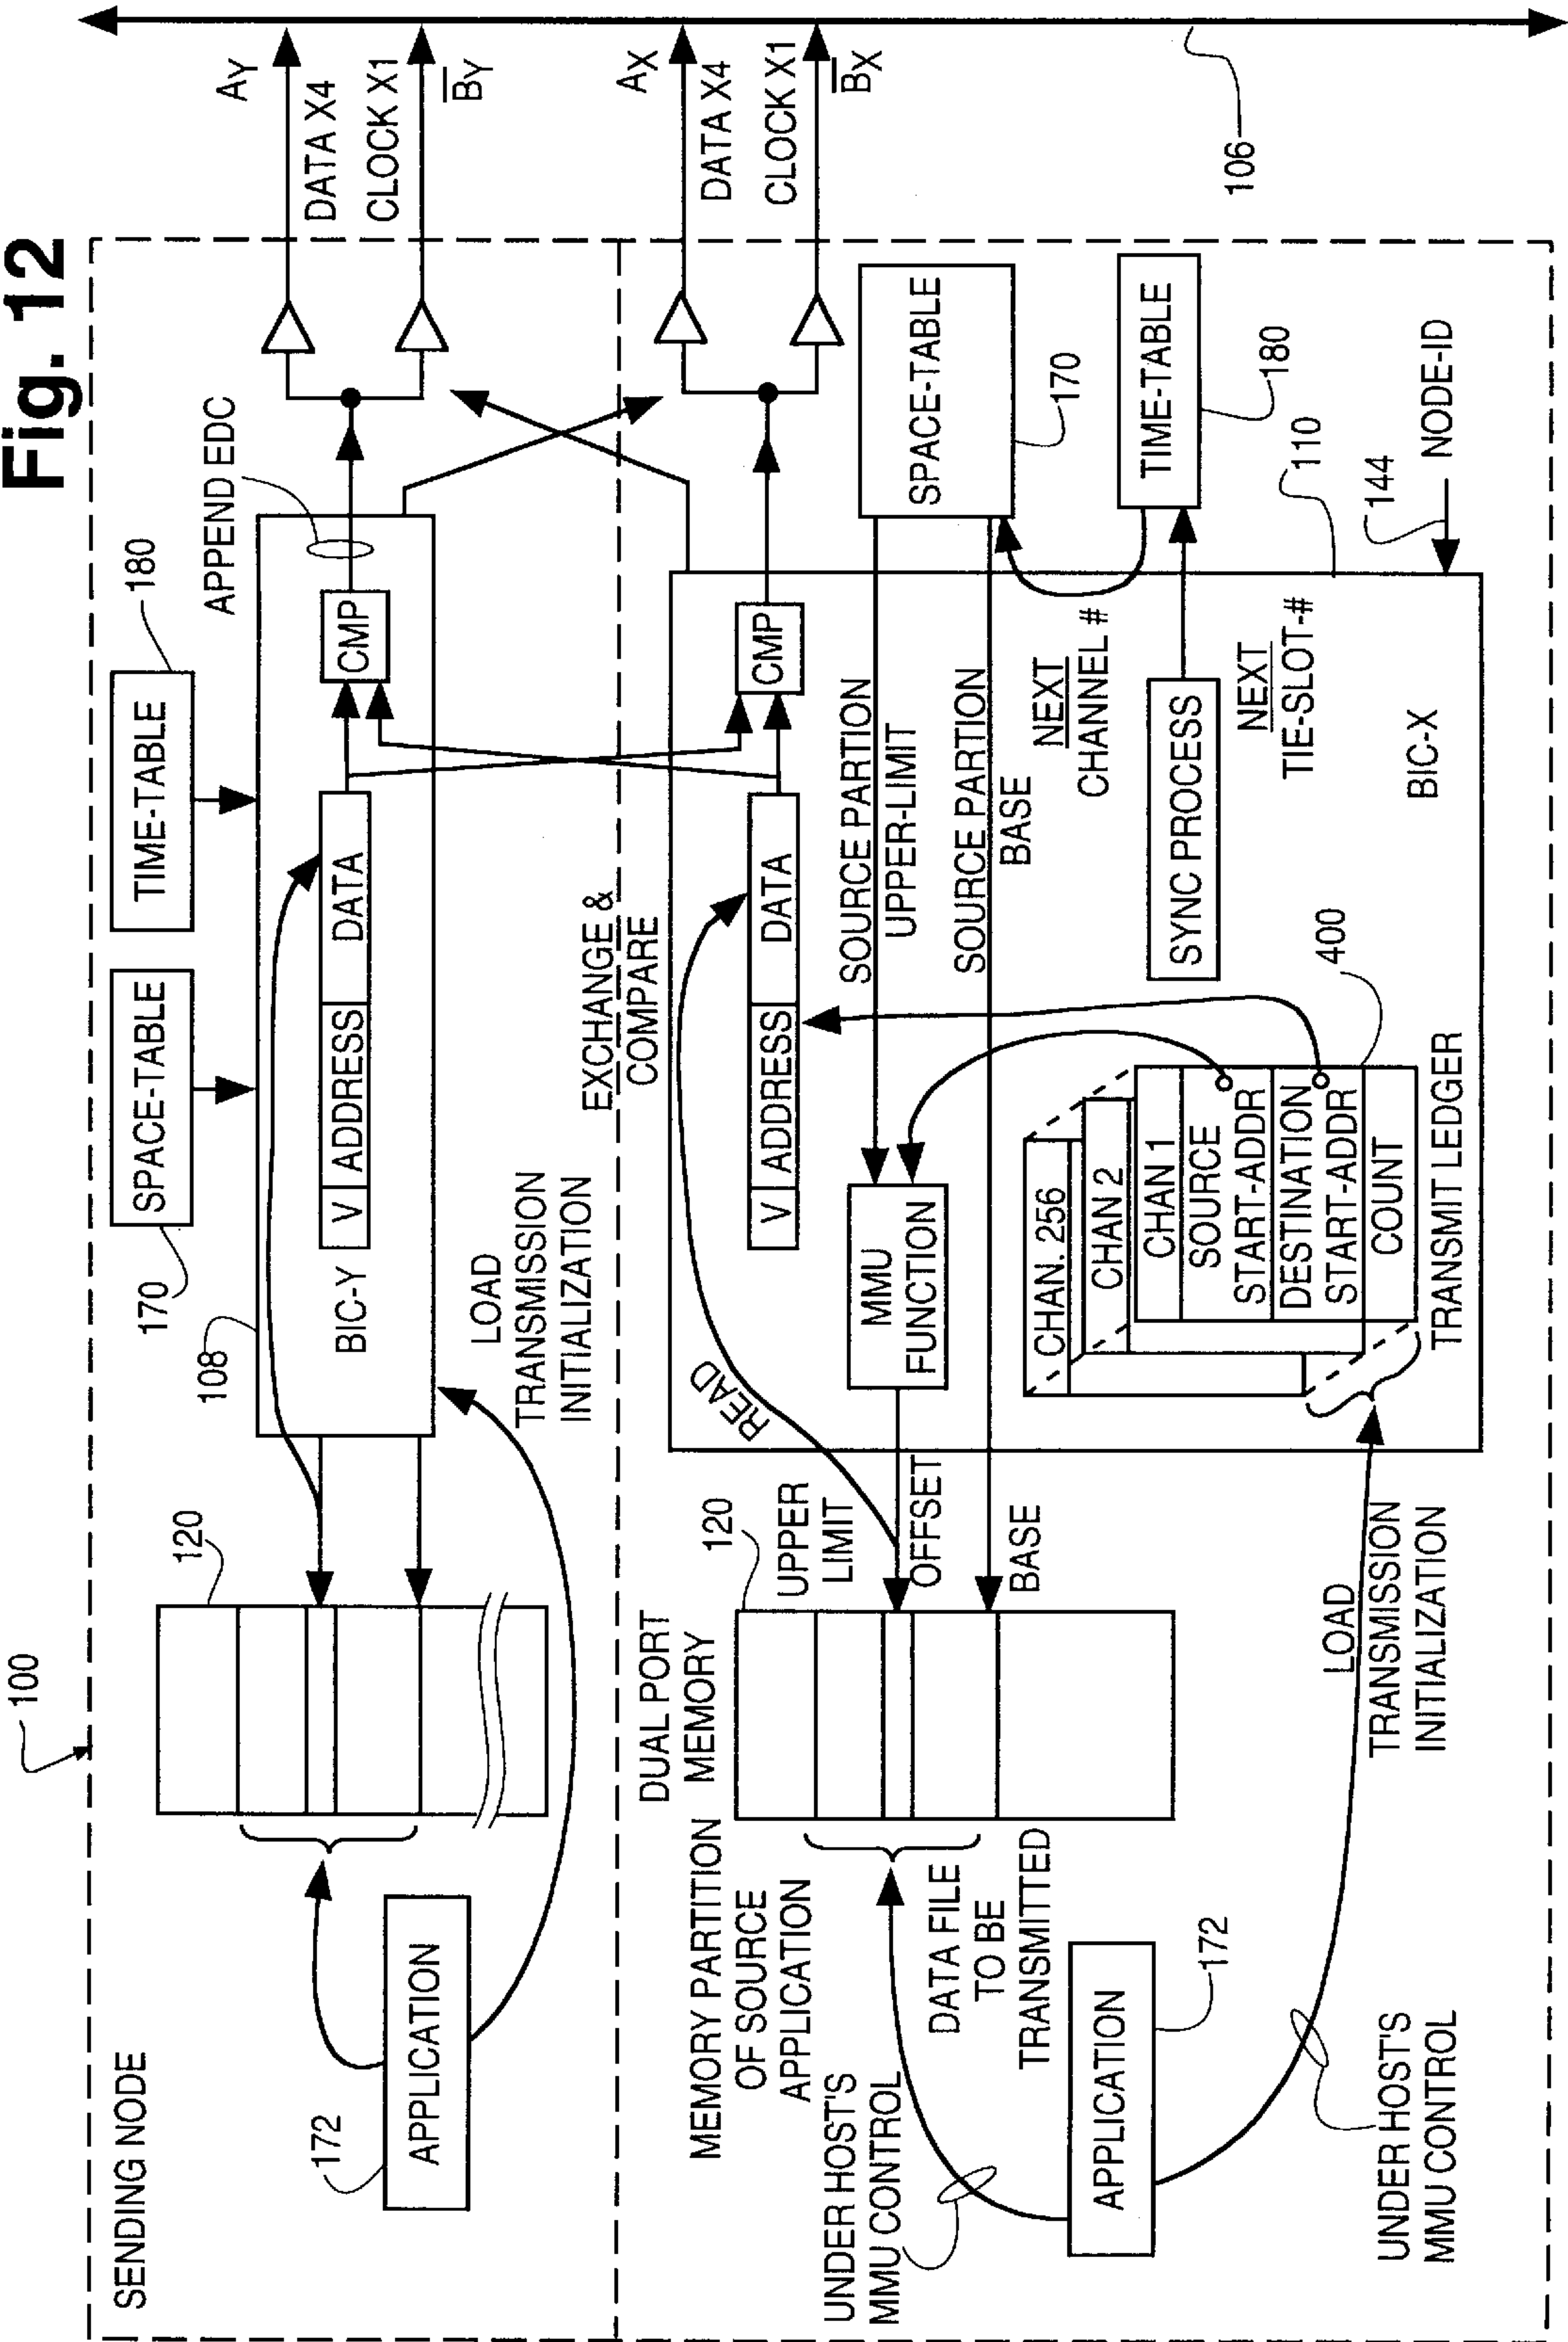 Fig. 12
100
SENDING NODE
172
APPLICATION
120
170
SPACE-TABLE
180
TIME-TABLE
108
BIC-Y
V
ADDRESS
DATA
CMP
APPEND EDC
AY
DATA X4
CLOCK X1
BY
LOAD
TRANSMISSION
INITIALIZATION
EXCHANGE &
COMPARE
DUAL PORT
MEMORY
MEMORY PARTITION
OF SOURCE
APPLICATION
UNDER HOST'S
MMU CONTROL
DATA FILE
TO BE
TRANSMITTED
APPLICATION
172
UNDER HOST'S
MMU CONTROL
120
UPPER
LIMIT
OFFSET
BASE
LOAD
TRANSMISSION
INITIALIZATION
READ
V
ADDRESS
DATA
CMP
MMU
FUNCTION
SOURCE PARTION
UPPER-LIMIT
SOURCE PARTION
BASE
CHAN. 256
CHAN 2
CHAN 1
SOURCE
START-ADDR
DESTINATION
START-ADDR
COUNT
TRANSMIT LEDGER
400
SYNC PROCESS
NEXT
CHANNEL #
NEXT
TIE-SLOT-#
BIC-X
AX
DATA X4
CLOCK X1
BX
SPACE-TABLE
170
TIME-TABLE
180
110
144
NODE-ID
106